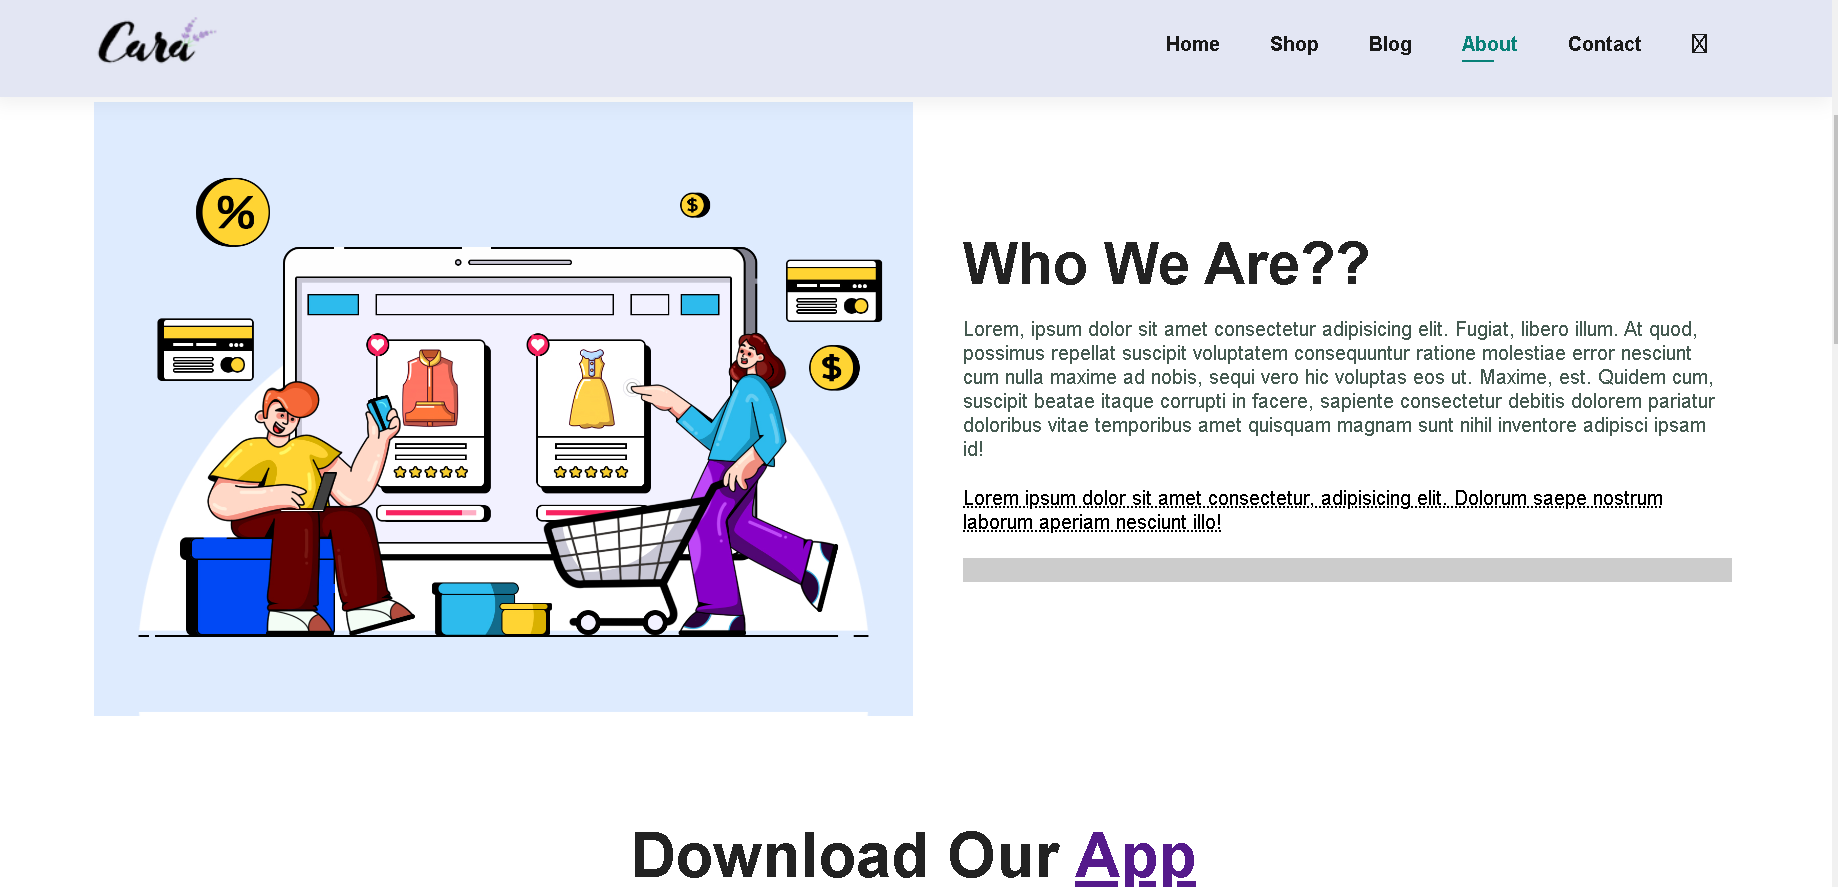 Cara
Home Shop Blog About Contact
%
$
$
Who We Are??
Lorem, ipsum dolor sit amet consectetur adipisicing elit. Fugiat, libero illum. At quod,
possimus repellat suscipit voluptatem consequuntur ratione molestiae error nesciunt
cum nulla maxime ad nobis, sequi vero hic voluptas eos ut. Maxime, est. Quidem cum,
suscipit beatae itaque corrupti in facere, sapiente consectetur debitis dolorem pariatur
doloribus vitae temporibus amet quisquam magnam sunt nihil inventore adipisci ipsam
id!
Lorem ipsum dolor sit amet consectetur, adipisicing elit. Dolorum saepe nostrum
laborum aperiam nesciunt illo!
Download Our App